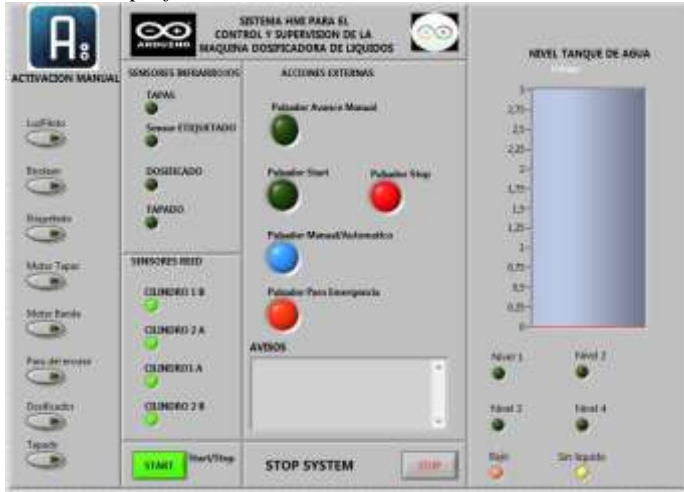 A
SISTEMA HMI PARA EL
CONTROL Y SUPERVISION DE LA
MAQUINA DOSIFICADORA DE LIQUIDOS
ARDUINO
NIVEL TANQUE DE AGUA
ACTIVACION MANUAL
SENSORES INFRARROJOS
ACCIONES EXTERNAS
TAPAS
Sensor ETIQUETADO
DOSIFICADO
TAPADO
Pulsador Avance Manual
Pulsador Start
Pulsador Stop
Pulsador Manual/Automatico
Pulsador Paro Emergencia
SENSORES REED
CILINDRO 1 B
CILINDRO 2 A
CILINDRO1 A
CILINDRO 2 B
AVISOS
LuzPiloto
Etiquetado
Motor Tapas
Motor Banda
Paro del envase
Dosificador
Tapado
START
Start/Stop
STOP SYSTEM
STOP
3
2,75
2,5
2,25
2
1,75
1,5
1,25
1
0,75
0,5
0,25
0
Nivel 1
Nivel 2
Nivel 3
Nivel 4
Bajo
Sin liquido